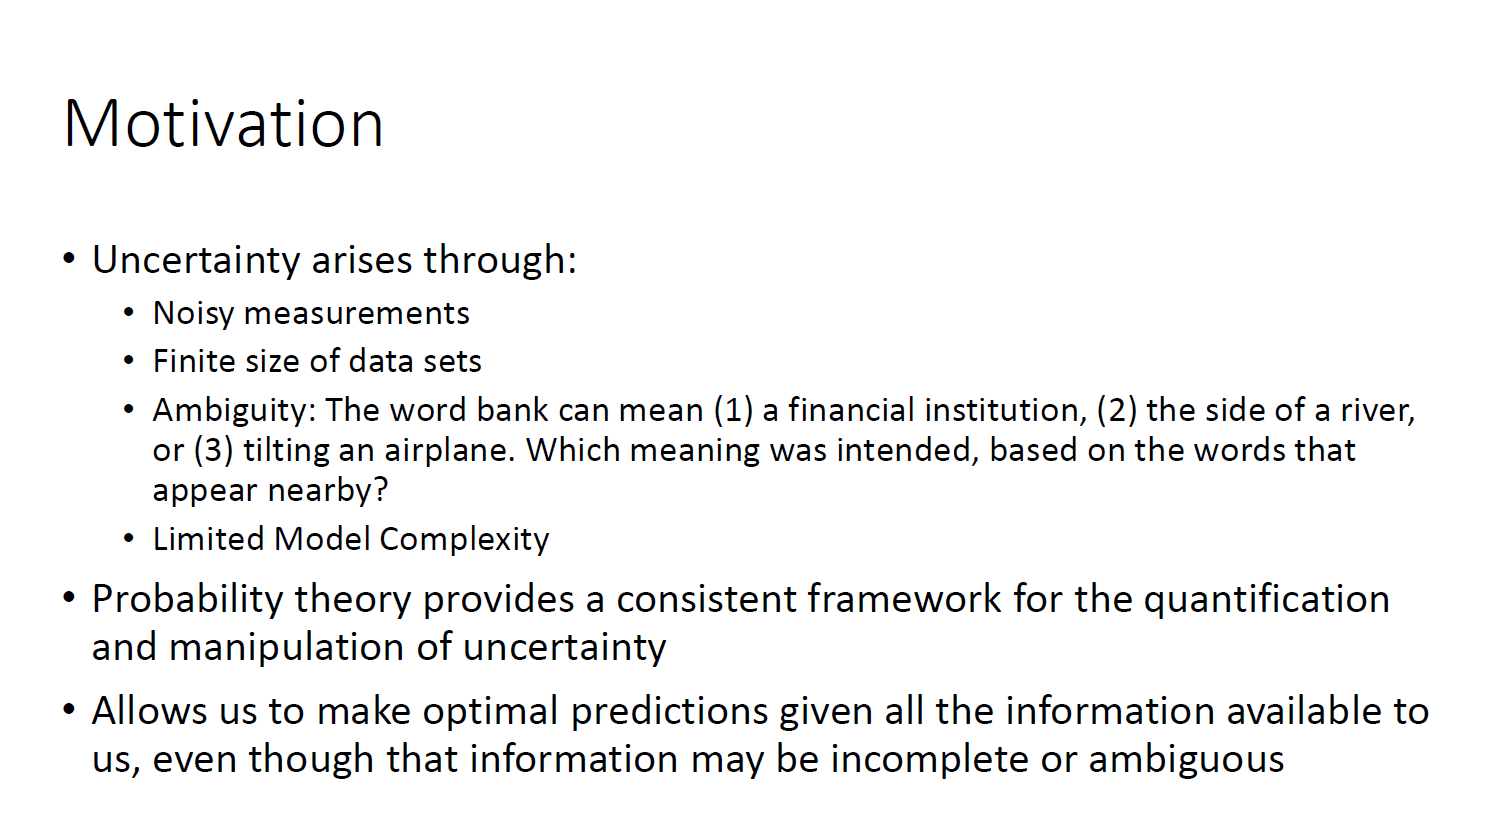 Motivation
• Uncertainty arises through:
• Noisy measurements
• Finite size of data sets
• Ambiguity: The word bank can mean (1) a financial institution, (2) the side of a river,
or (3) tilting an airplane. Which meaning was intended, based on the words that
appear nearby?
• Limited Model Complexity
• Probability theory provides a consistent framework for the quantification
and manipulation of uncertainty
• Allows us to make optimal predictions given all the information available to
us, even though that information may be incomplete or ambiguous